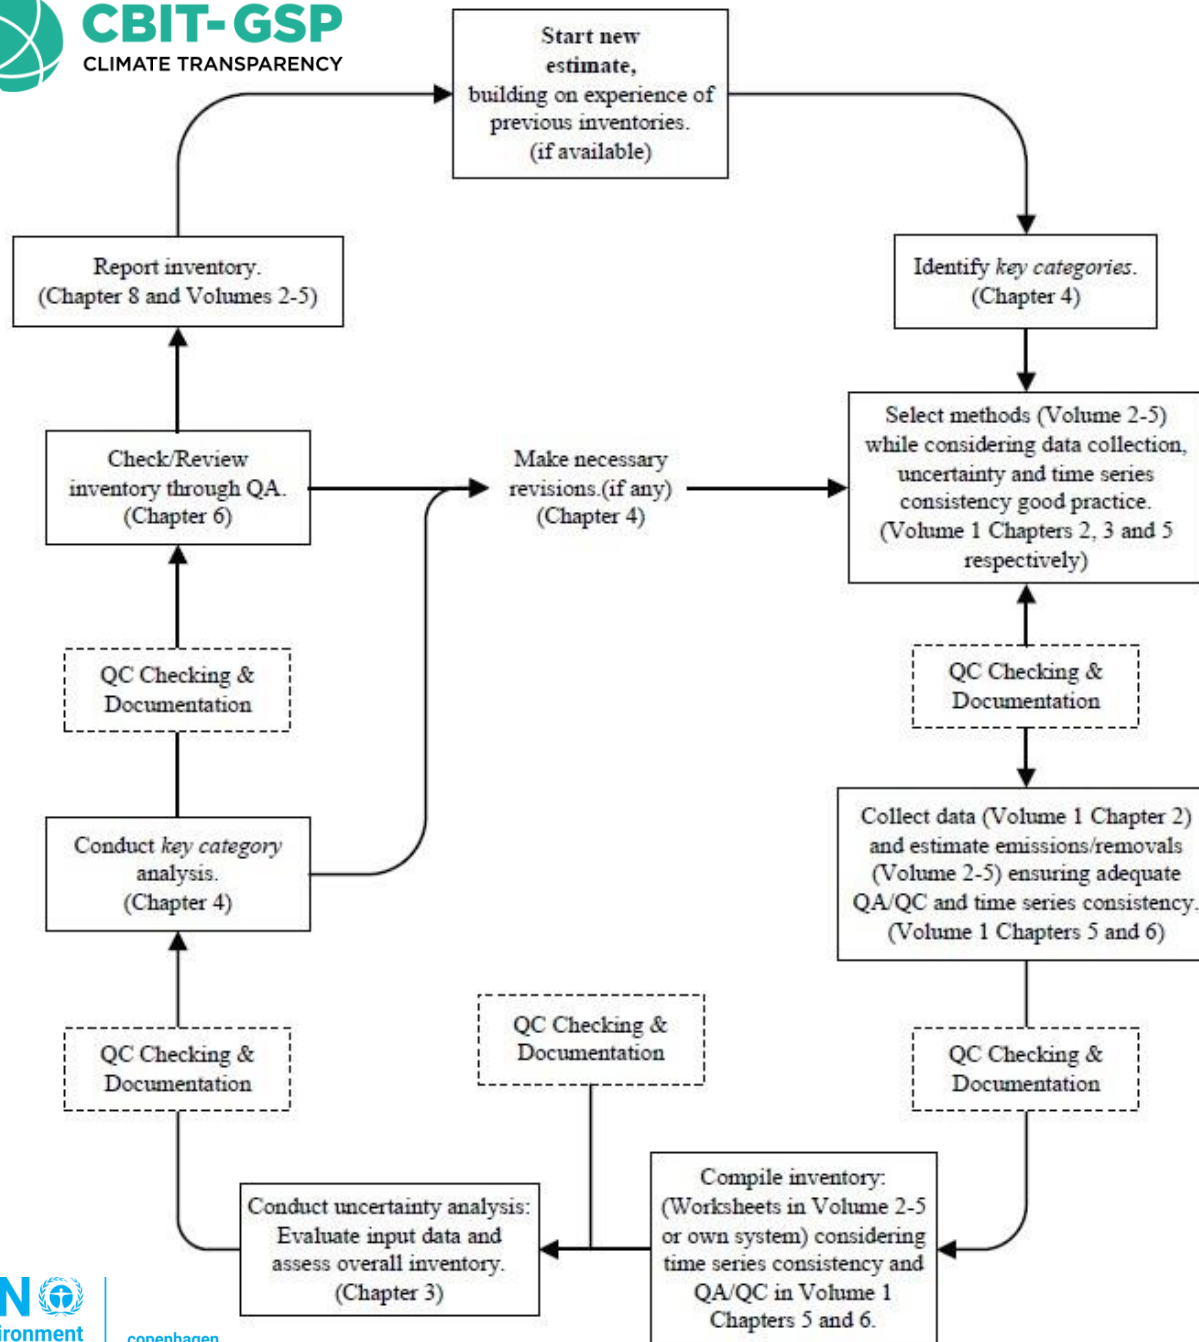 CBIT-GSP
CLIMATE TRANSPARENCY
Start new
estimate,
building on experience of
previous inventories.
(if available)
Report inventory.
(Chapter 8 and Volumes 2-5)
Identify key categories.
(Chapter 4)
Check/Review
inventory through QA.
(Chapter 6)
Make necessary
revisions.(if any)
(Chapter 4)
Select methods (Volume 2-5)
while considering data collection,
uncertainty and time series
consistency good practice.
(Volume 1 Chapters 2, 3 and 5
respectively)
QC Checking &
Documentation
QC Checking &
Documentation
Conduct key category
analysis.
(Chapter 4)
Collect data (Volume 1 Chapter 2)
and estimate emissions/removals
(Volume 2-5) ensuring adequate
QA/QC and time series consistency.
(Volume 1 Chapters 5 and 6)
QC Checking &
Documentation
QC Checking &
Documentation
QC Checking &
Documentation
Conduct uncertainty analysis:
Evaluate input data and
assess overall inventory.
(Chapter 3)
Compile inventory:
(Worksheets in Volume 2-5
or own system) considering
time series consistency and
QA/QC in Volume 1
Chapters 5 and 6.
N
ironment
copenhagen